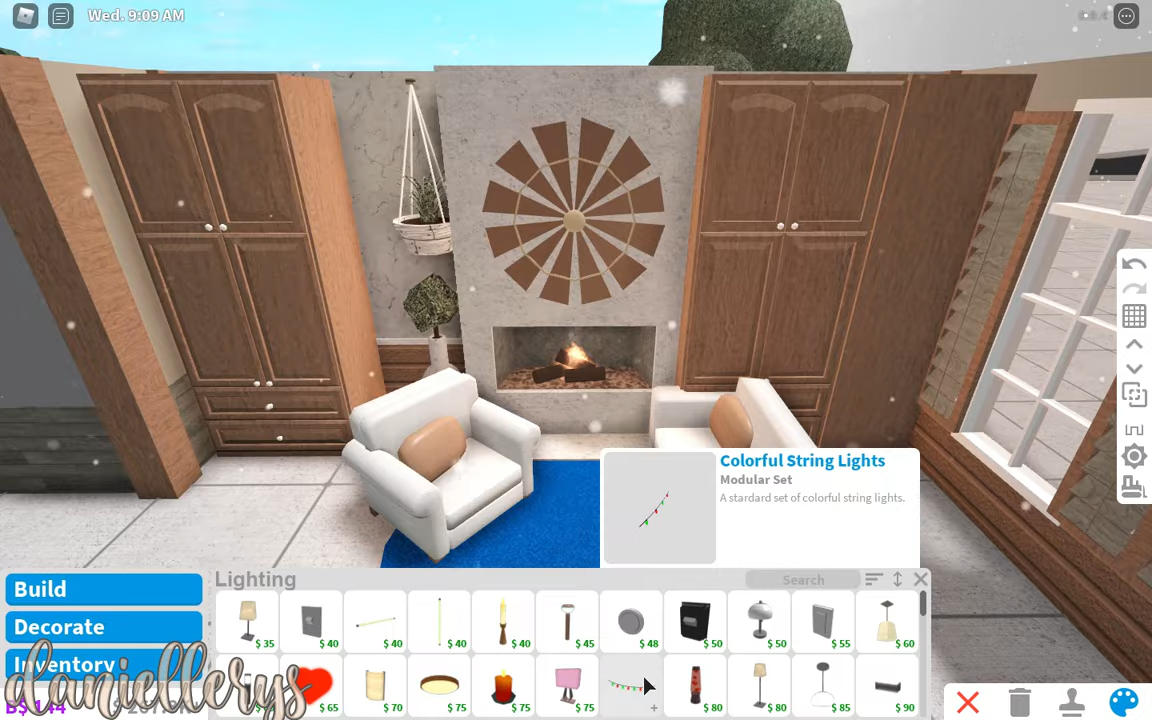 Wed. 9:09 AM
Colorful String Lights
Modular Set
A stardard set of colorful string lights.
Lighting
Search
Build
Decorate
Inventory
daniellerys
$ 35
$ 40
$ 40
$ 40
$ 40
$ 45
$ 48
$ 50
$ 50
$ 55
$ 60
$ 65
$ 70
$ 75
$ 75
$ 75
+
$ 80
$ 80
$ 85
$ 90